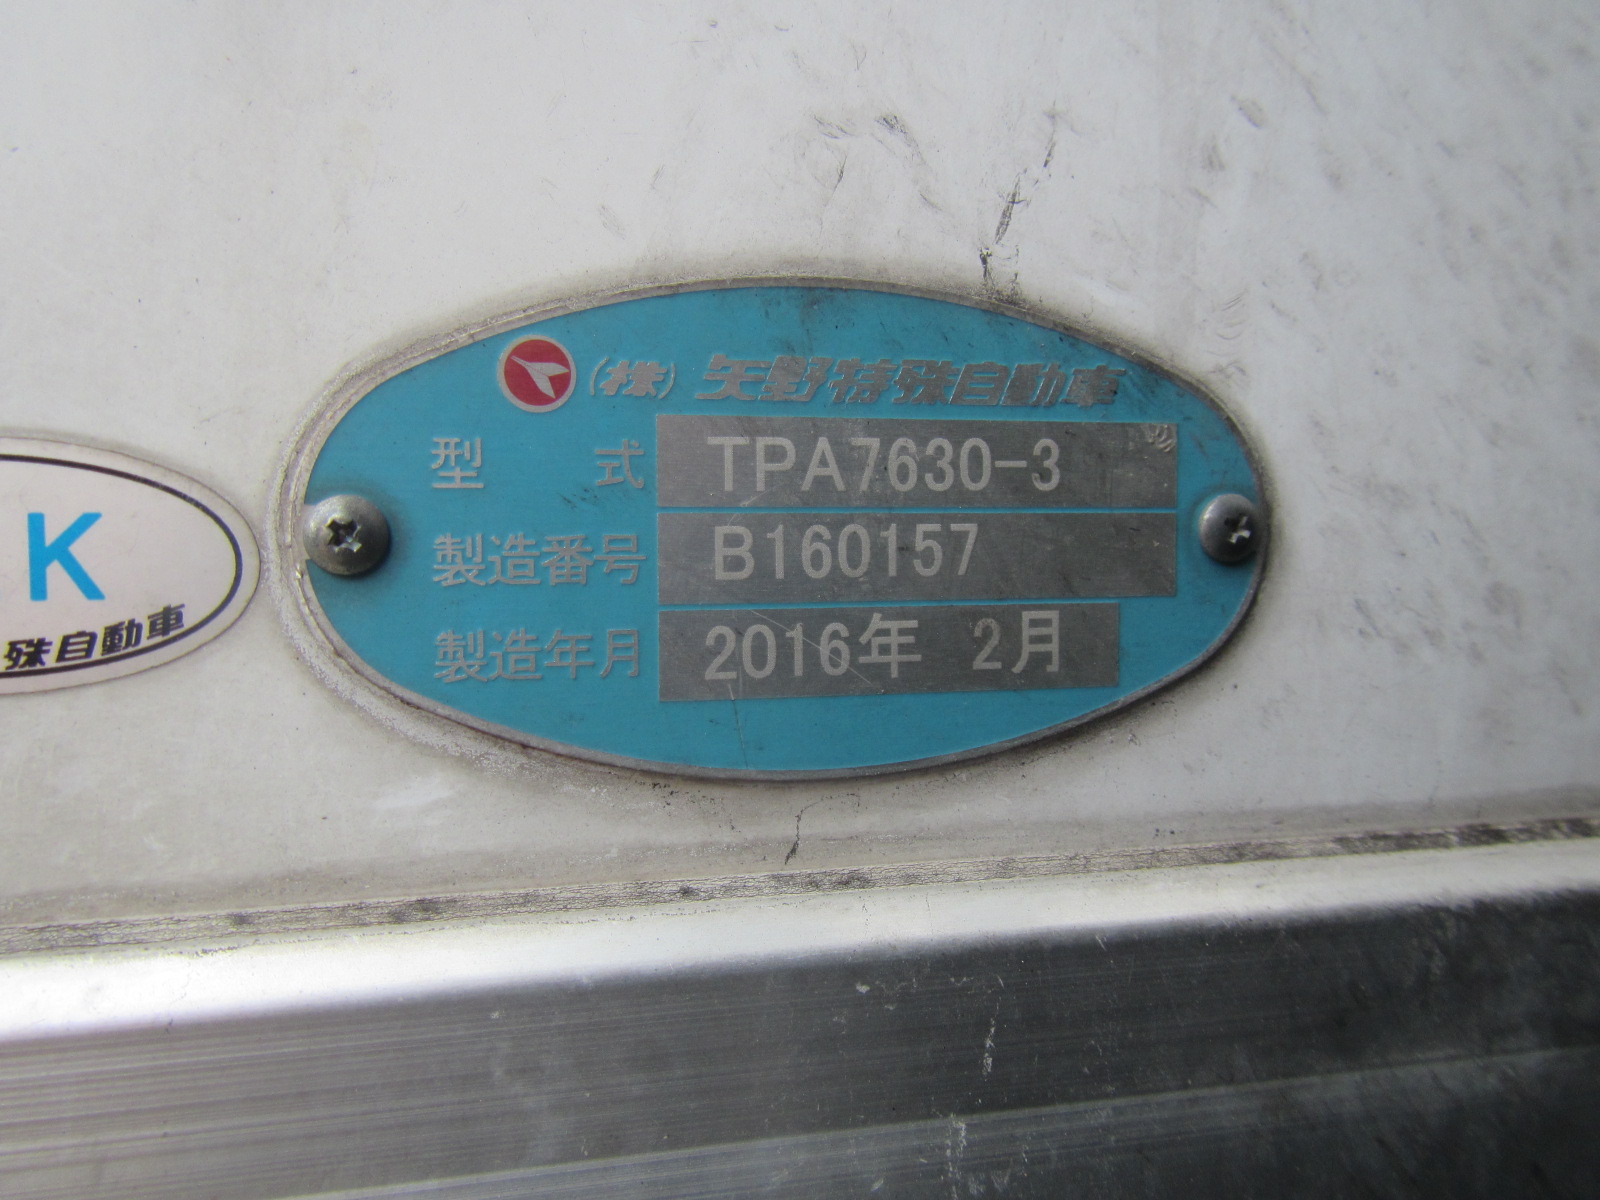 (株) 矢野特殊自動車
型 式 TPA7630-3
製造番号 B160157
製造年月 2016年 2月
K
殊自動車